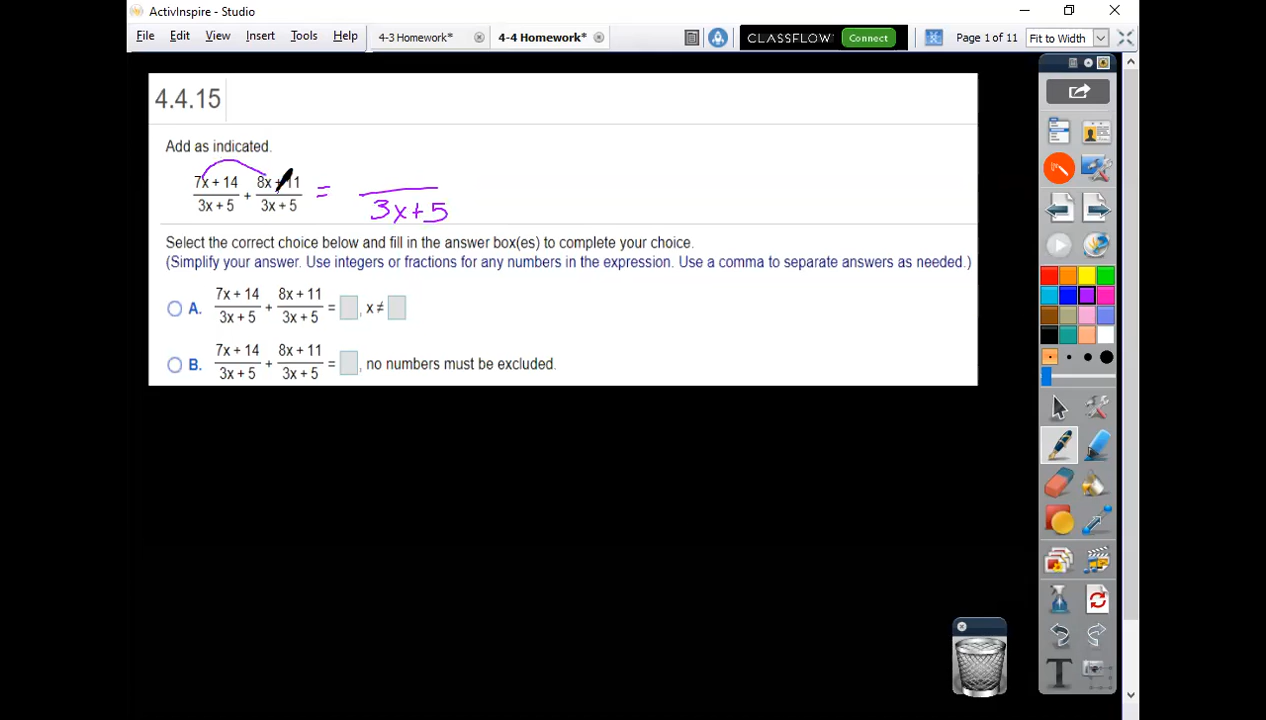 ActivInspire - Studio
File Edit View Insert Tools Help 4-3 Homework* 4-4 Homework* CLASSFLOW Connect Page 1 of 11 Fit to Width
4.4.15
Add as indicated.
7x + 14 / 3x + 5 + 8x + 11 / 3x + 5 = / 3x+5
Select the correct choice below and fill in the answer box(es) to complete your choice.
(Simplify your answer. Use integers or fractions for any numbers in the expression. Use a comma to separate answers as needed.)
A. 7x + 14 / 3x + 5 + 8x + 11 / 3x + 5 = , x ≠
B. 7x + 14 / 3x + 5 + 8x + 11 / 3x + 5 = , no numbers must be excluded.